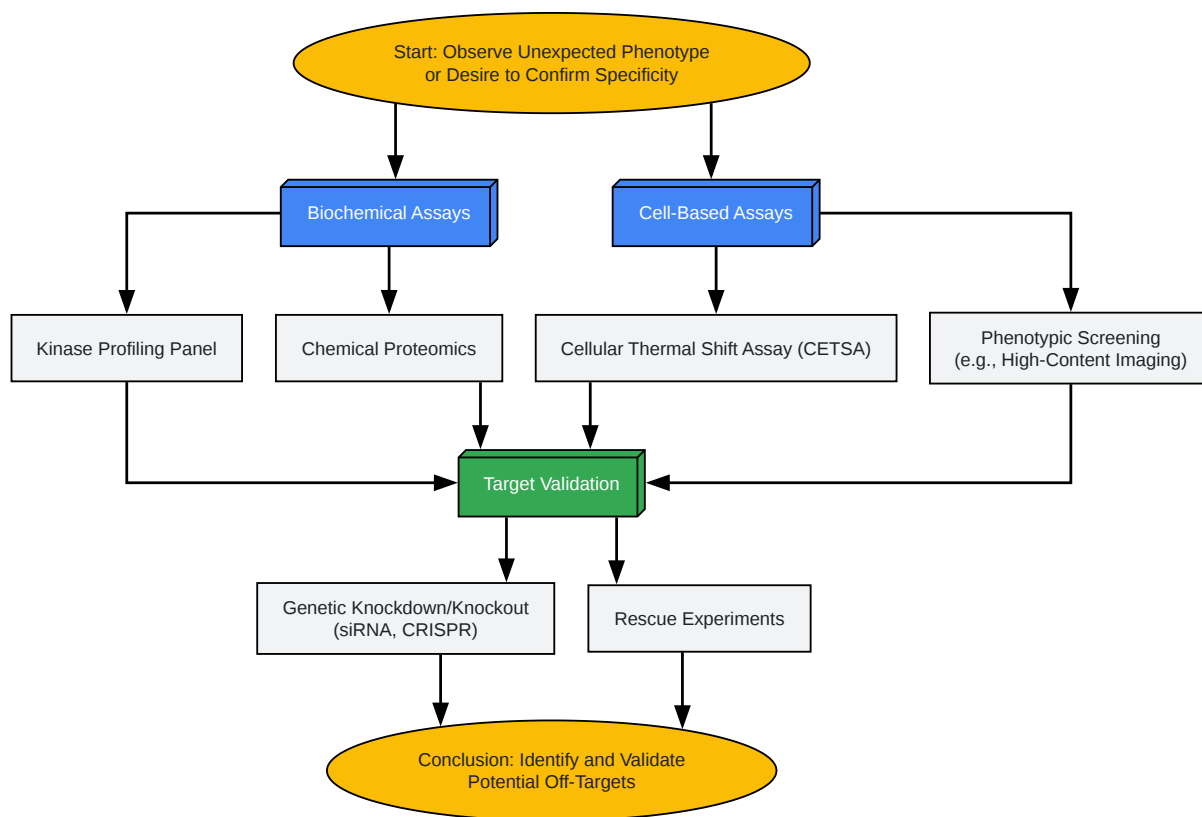 Start: Observe Unexpected Phenotype
or Desire to Confirm Specificity
Biochemical Assays
Cell-Based Assays
Kinase Profiling Panel
Chemical Proteomics
Cellular Thermal Shift Assay (CETSA)
Phenotypic Screening
(e.g., High-Content Imaging)
Target Validation
Genetic Knockdown/Knockout
(siRNA, CRISPR)
Rescue Experiments
Conclusion: Identify and Validate
Potential Off-Targets